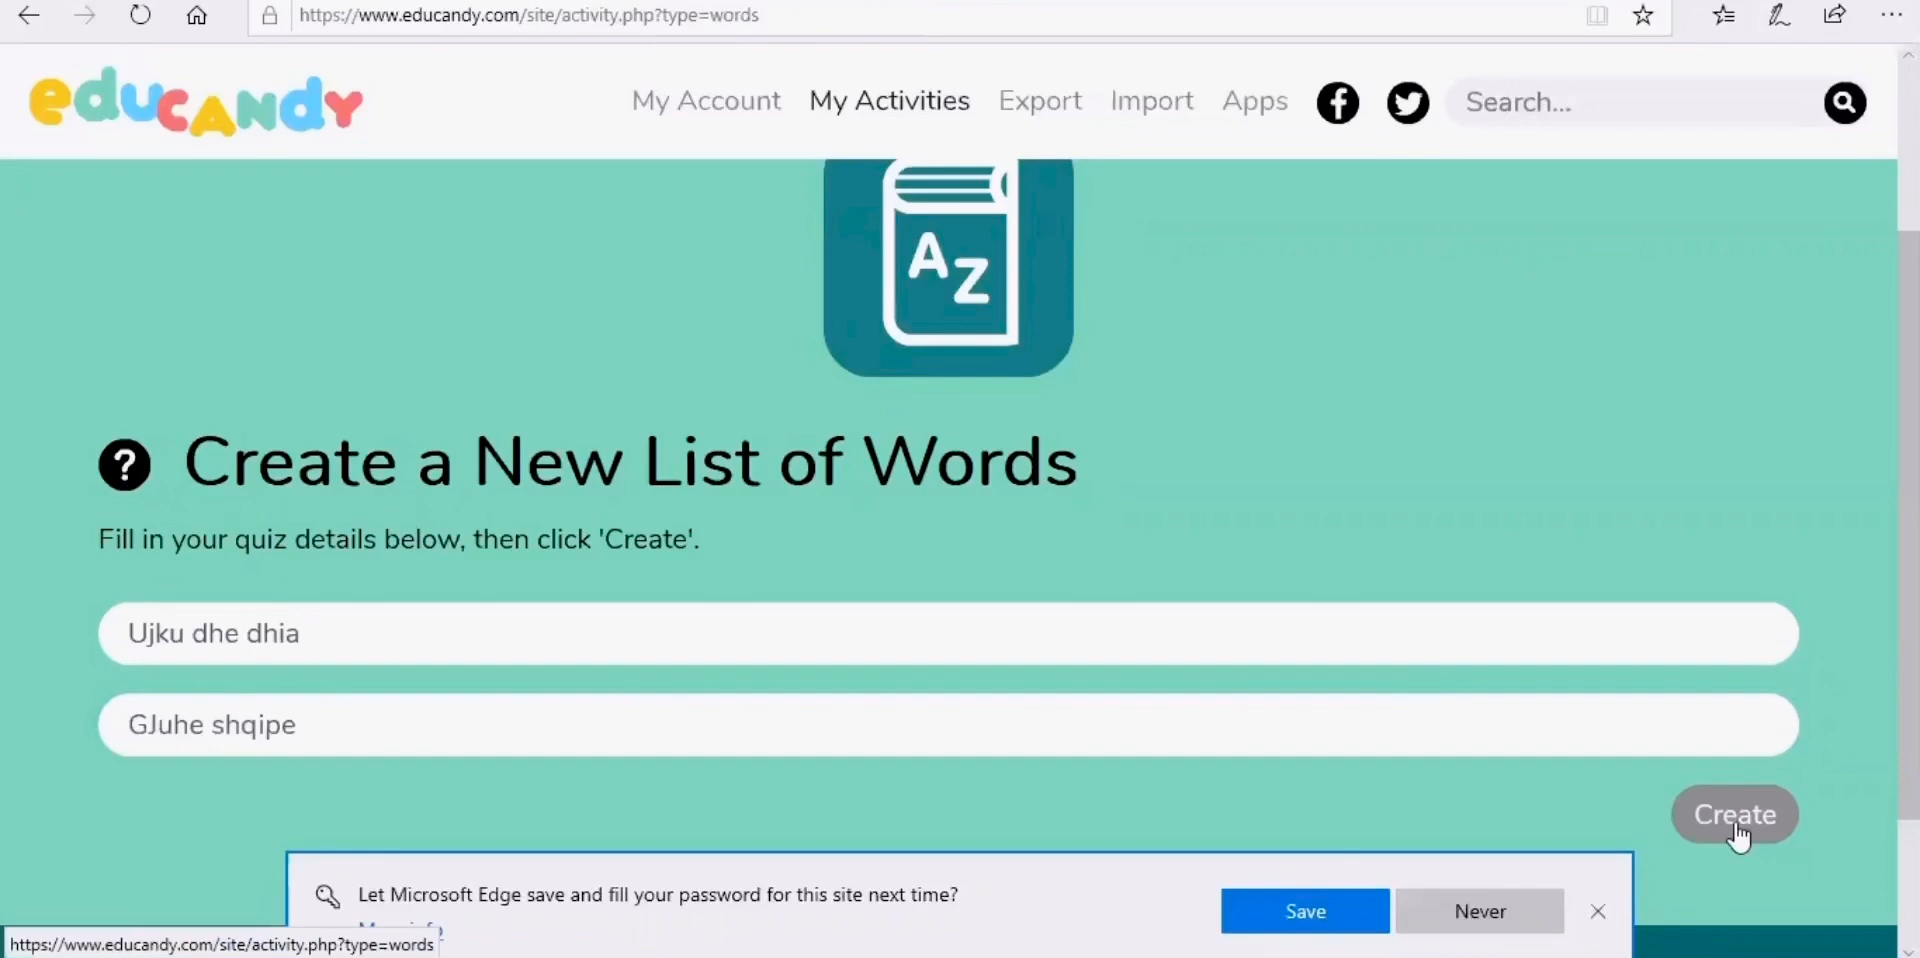 https://www.educandy.com/site/activity.php?type=words
eduCANdY
My Account My Activities Export Import Apps Search...
A Z
? Create a New List of Words
Fill in your quiz details below, then click 'Create'.
Ujku dhe dhia
GJuhe shqipe
Create
Let Microsoft Edge save and fill your password for this site next time?
Save Never
https://www.educandy.com/site/activity.php?type=words